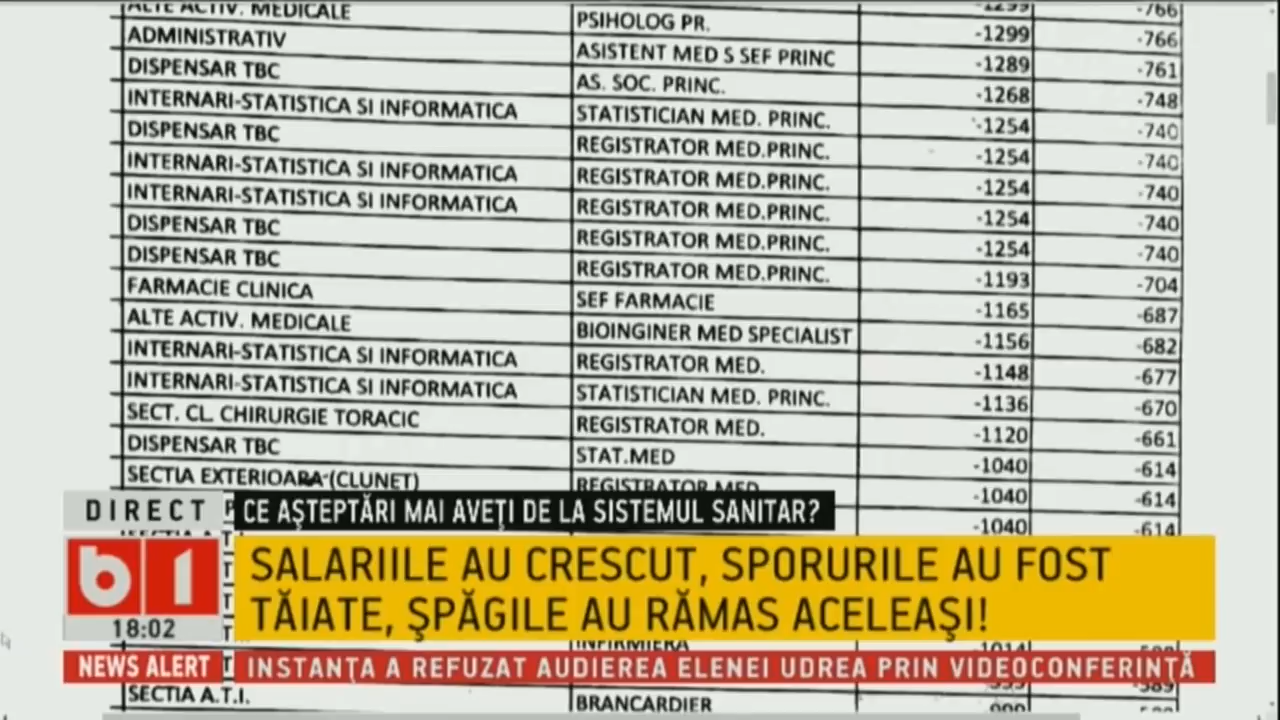 -1299 -766
ALTE ACTIV. MEDICALE PSIHOLOG PR. -1299 -766
ADMINISTRATIV ASISTENT MED S SEF PRINC -1289 -761
DISPENSAR TBC AS. SOC. PRINC. -1268 -748
INTERNARI-STATISTICA SI INFORMATICA STATISTICIAN MED. PRINC. -1254 -740
DISPENSAR TBC REGISTRATOR MED.PRINC. -1254 -740
INTERNARI-STATISTICA SI INFORMATICA REGISTRATOR MED.PRINC. -1254 -740
INTERNARI-STATISTICA SI INFORMATICA REGISTRATOR MED.PRINC. -1254 -740
DISPENSAR TBC REGISTRATOR MED.PRINC. -1254 -740
DISPENSAR TBC REGISTRATOR MED.PRINC. -1193 -704
FARMACIE CLINICA SEF FARMACIE -1165 -687
ALTE ACTIV. MEDICALE BIOINGINER MED SPECIALIST -1156 -682
INTERNARI-STATISTICA SI INFORMATICA REGISTRATOR MED. -1148 -677
INTERNARI-STATISTICA SI INFORMATICA STATISTICIAN MED. PRINC. -1136 -670
SECT. CL. CHIRURGIE TORACIC REGISTRATOR MED. -1120 -661
DISPENSAR TBC STAT.MED -1040 -614
SECTIA EXTERIOARA (CLUNET) REGISTRATOR MED -1040 -614
-1040 -614
DIRECT CE AŞTEPTĂRI MAI AVEŢI DE LA SISTEMUL SANITAR?
b1 SALARIILE AU CRESCUT, SPORURILE AU FOST
TĂIATE, ŞPĂGILE AU RĂMAS ACELEAŞI!
18:02
INFIRMIERA
NEWS ALERT INSTANŢA A REFUZAT AUDIEREA ELENEI UDREA PRIN VIDEOCONFERINŢĂ
-589
SECTIA A.T.I. BRANCARDIER